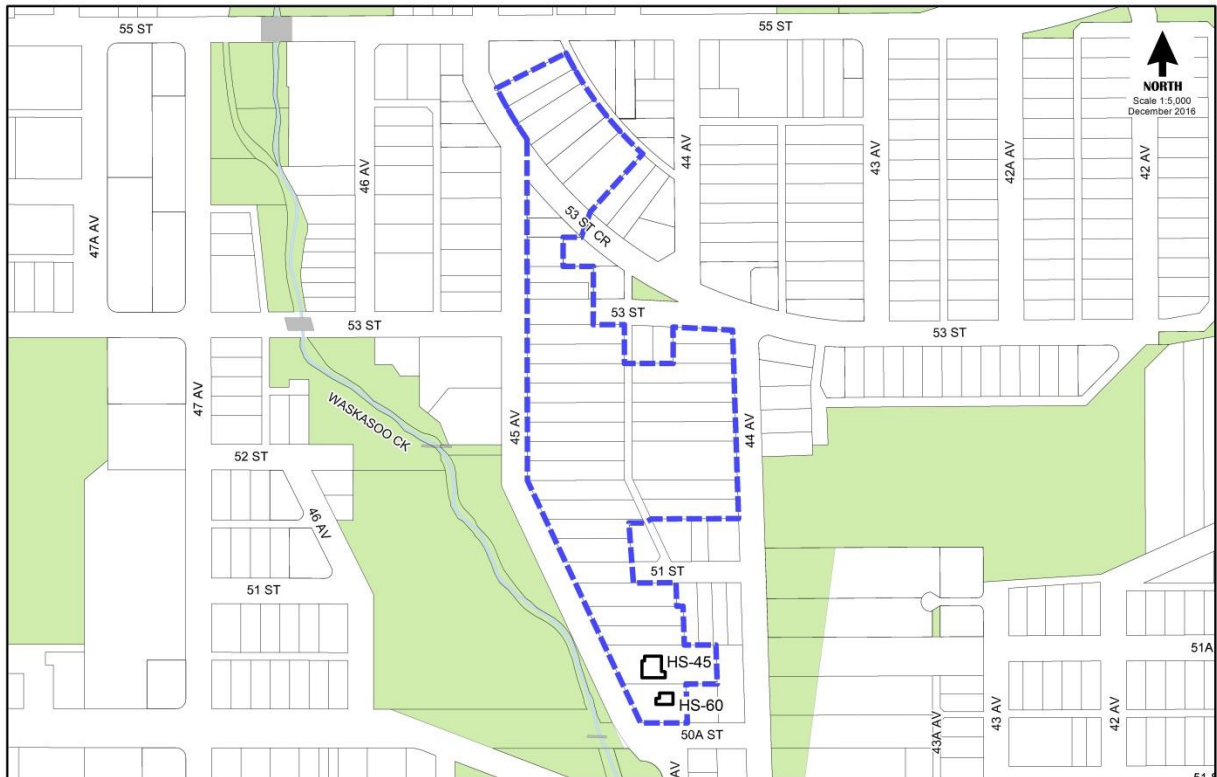 55 ST
55 ST
NORTH
Scale 1:5,000
December 2016
46 AV
44 AV
43 AV
42A AV
42 AV
47A AV
53 ST CR
53 ST
53 ST
53 ST
47 AV
WASKASOO CK
45 AV
44 AV
52 ST
46 AV
51 ST
51 ST
51A
HS-45
HS-60
50A ST
43A AV
43 AV
42 AV
AV